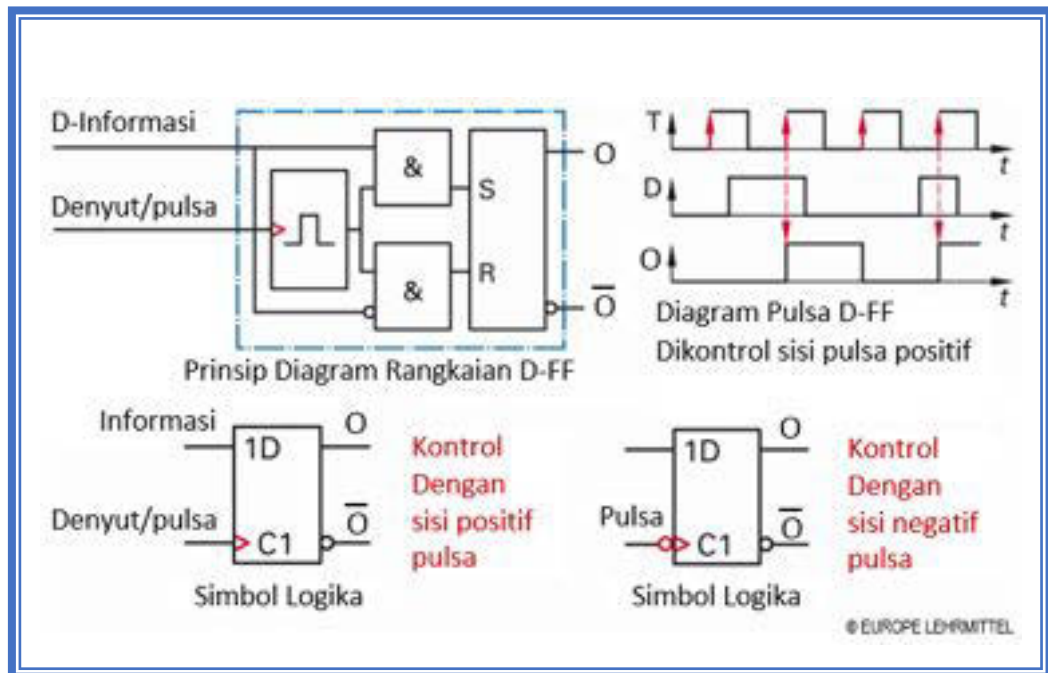 D-Informasi
Denyut/pulsa
&
&
S
R
O
O̅
Prinsip Diagram Rangkaian D-FF
T
t
D
t
O
t
Diagram Pulsa D-FF
Dikontrol sisi pulsa positif
Informasi
Denyut/pulsa
1D
C1
O
O̅
Kontrol
Dengan
sisi positif
pulsa
Simbol Logika
Pulsa
1D
C1
O
O̅
Kontrol
Dengan
sisi negatif
pulsa
Simbol Logika
© EUROPE LEHRMITTEL